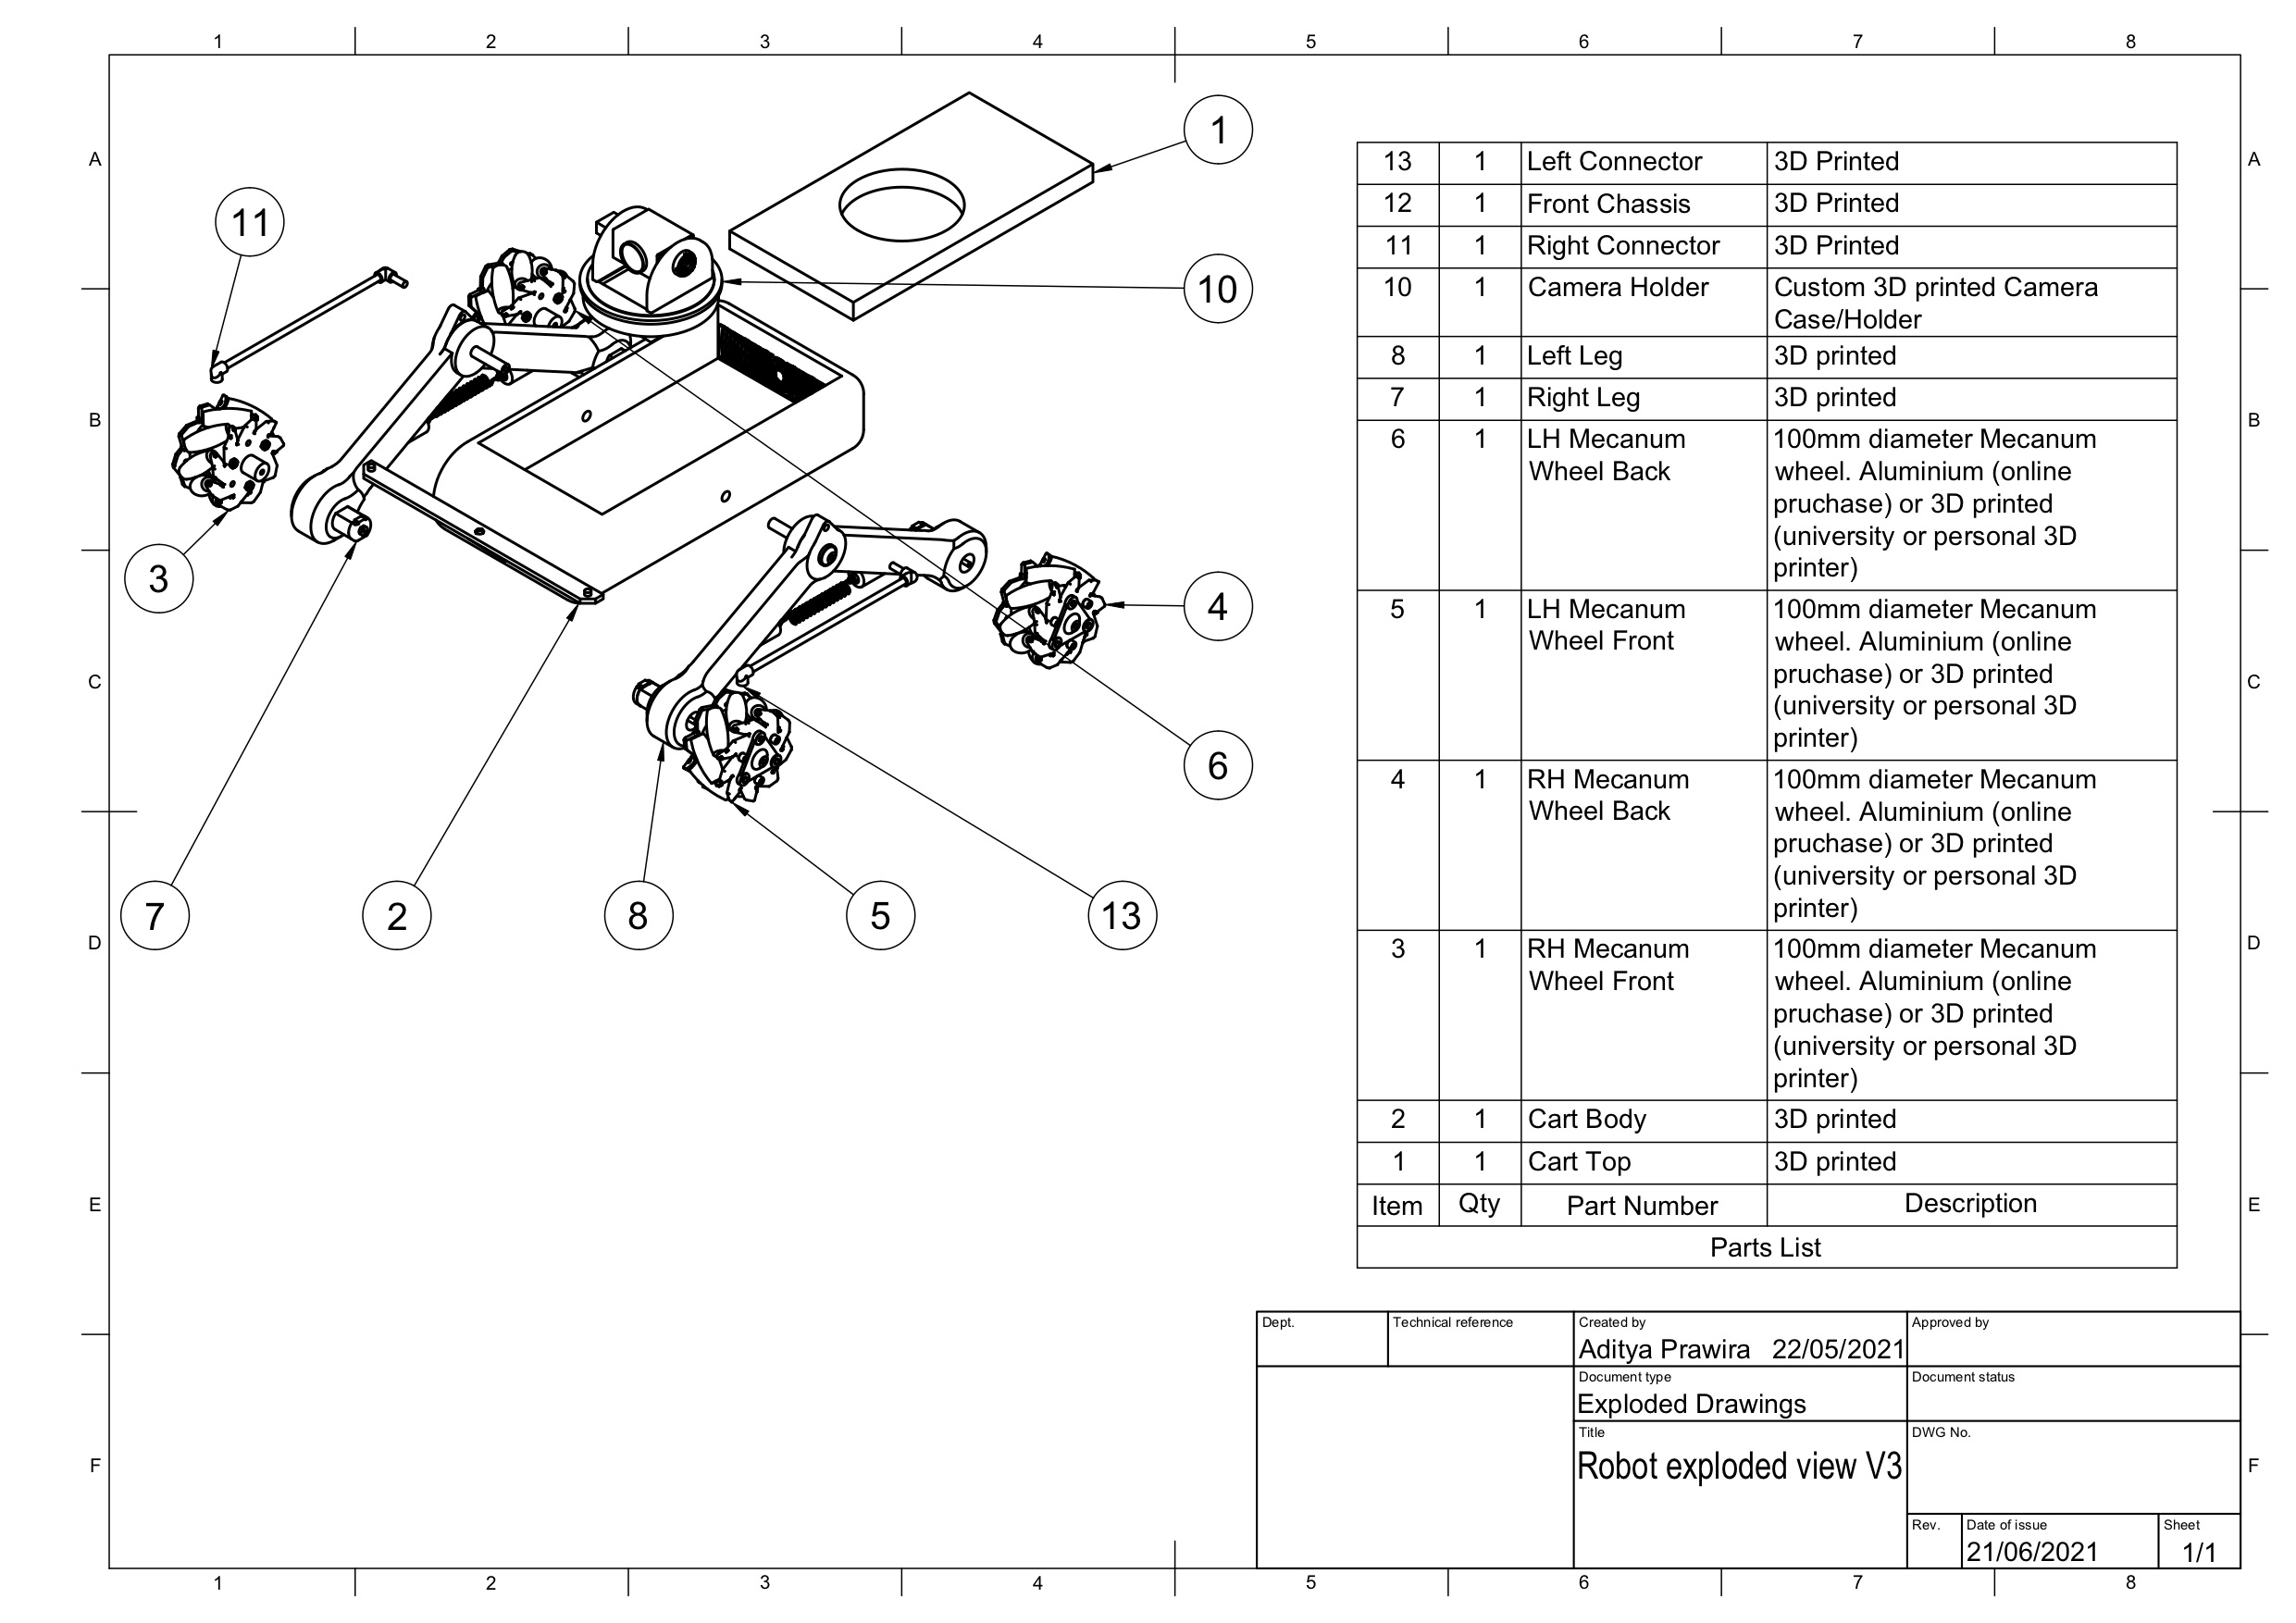 1 2 3 4 5 6 7 8
A A
B B
C C
D D
E E
F F
1
11
10
3
4
6
7
2
8
5
13
13 1 Left Connector 3D Printed
12 1 Front Chassis 3D Printed
11 1 Right Connector 3D Printed
10 1 Camera Holder Custom 3D printed Camera
Case/Holder
8 1 Left Leg 3D printed
7 1 Right Leg 3D printed
6 1 LH Mecanum 100mm diameter Mecanum
Wheel Back wheel. Aluminium (online
pruchase) or 3D printed
(university or personal 3D
printer)
5 1 LH Mecanum 100mm diameter Mecanum
Wheel Front wheel. Aluminium (online
pruchase) or 3D printed
(university or personal 3D
printer)
4 1 RH Mecanum 100mm diameter Mecanum
Wheel Back wheel. Aluminium (online
pruchase) or 3D printed
(university or personal 3D
printer)
3 1 RH Mecanum 100mm diameter Mecanum
Wheel Front wheel. Aluminium (online
pruchase) or 3D printed
(university or personal 3D
printer)
2 1 Cart Body 3D printed
1 1 Cart Top 3D printed
Item Qty Part Number Description
Parts List
Dept. Technical reference Created by Approved by
Aditya Prawira 22/05/2021
Document type Document status
Exploded Drawings
Title DWG No.
Robot exploded view V3
Rev. Date of issue Sheet
21/06/2021 1/1
1 2 3 4 5 6 7 8